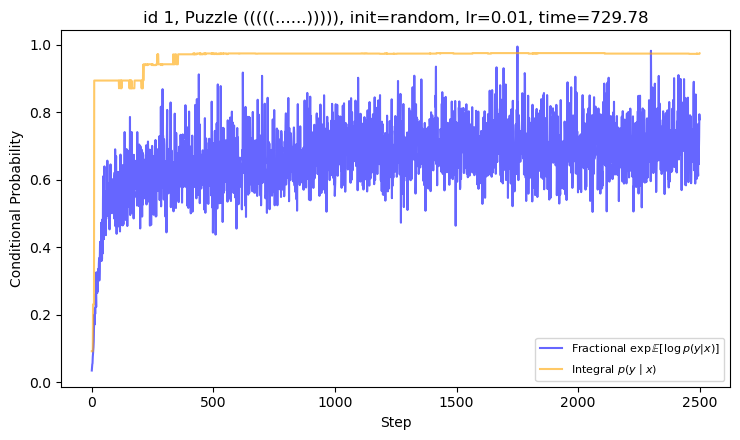 id 1, Puzzle (((((......))))), init=random, lr=0.01, time=729.78
Conditional Probability
1.0
0.8
0.6
0.4
0.2
0.0
0
500
1000
1500
2000
2500
Step
Fractional exp𝔼[log p(y|x)]
Integral p(y | x)